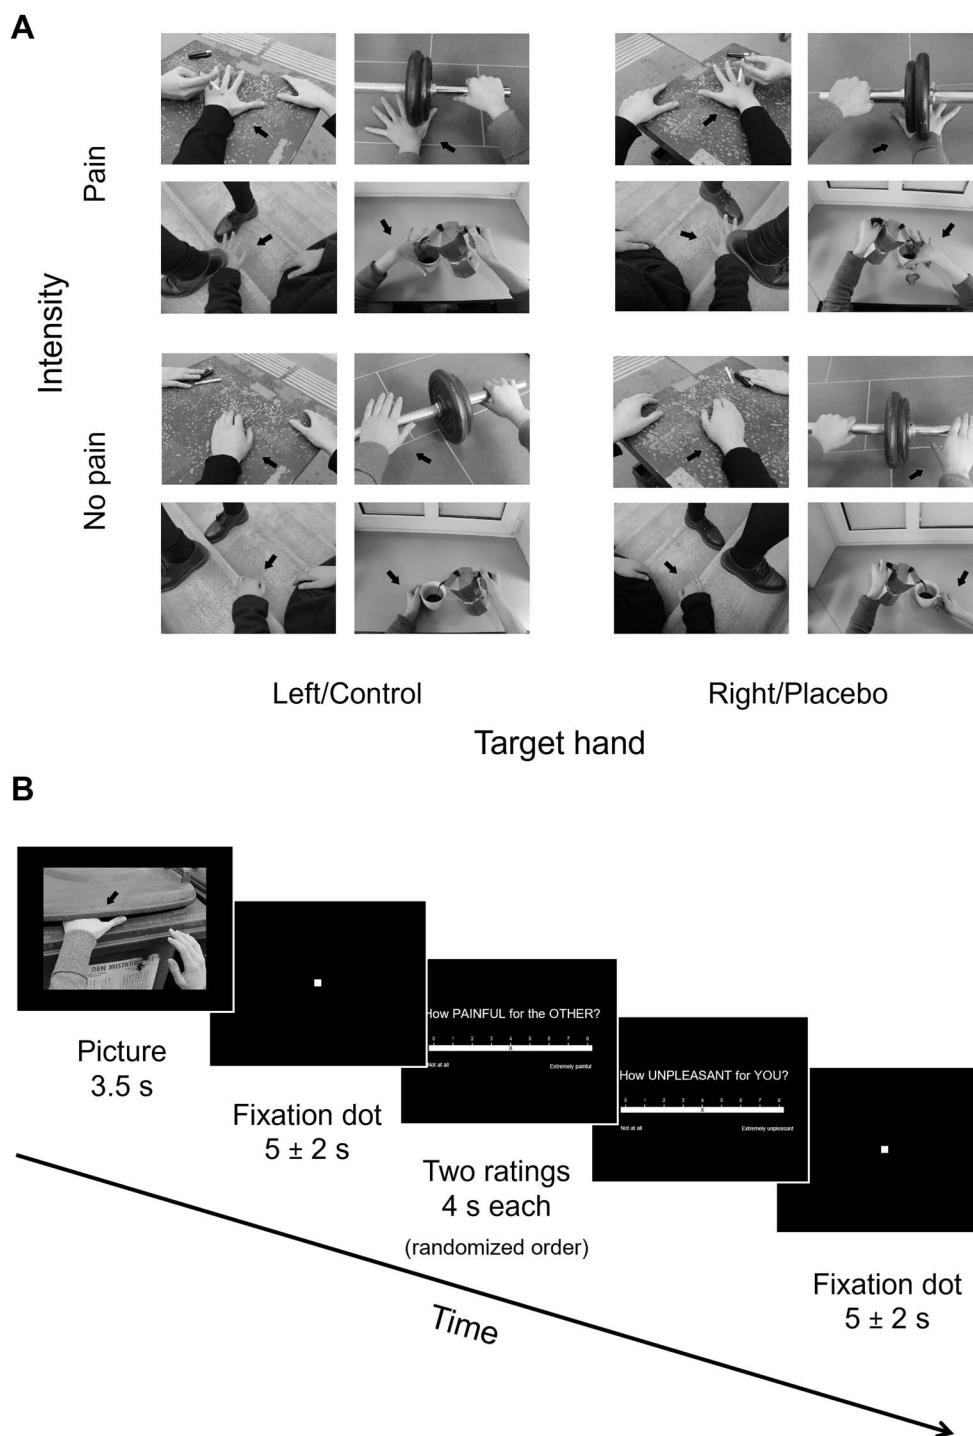 A
Pain
Intensity
No pain
Left/Control
Right/Placebo
Target hand
B
DEN MISTKÜBE
Picture
3.5 s
Fixation dot
5 ± 2 s
How PAINFUL for the OTHER?
0 1 2 3 4 5 6 7 8
X
Not at all
Extremely painful
Two ratings
4 s each
(randomized order)
How UNPLEASANT for YOU?
0 1 2 3 4 5 6 7 8
X
Not at all
Extremely unpleasant
Fixation dot
5 ± 2 s
Time